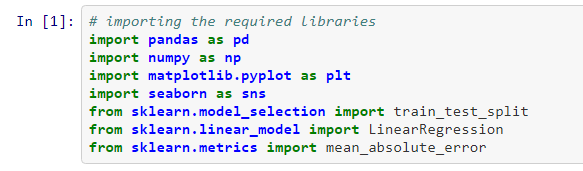 In [1]: # importing the required libraries
import pandas as pd
import numpy as np
import matplotlib.pyplot as plt
import seaborn as sns
from sklearn.model_selection import train_test_split
from sklearn.linear_model import LinearRegression
from sklearn.metrics import mean_absolute_error